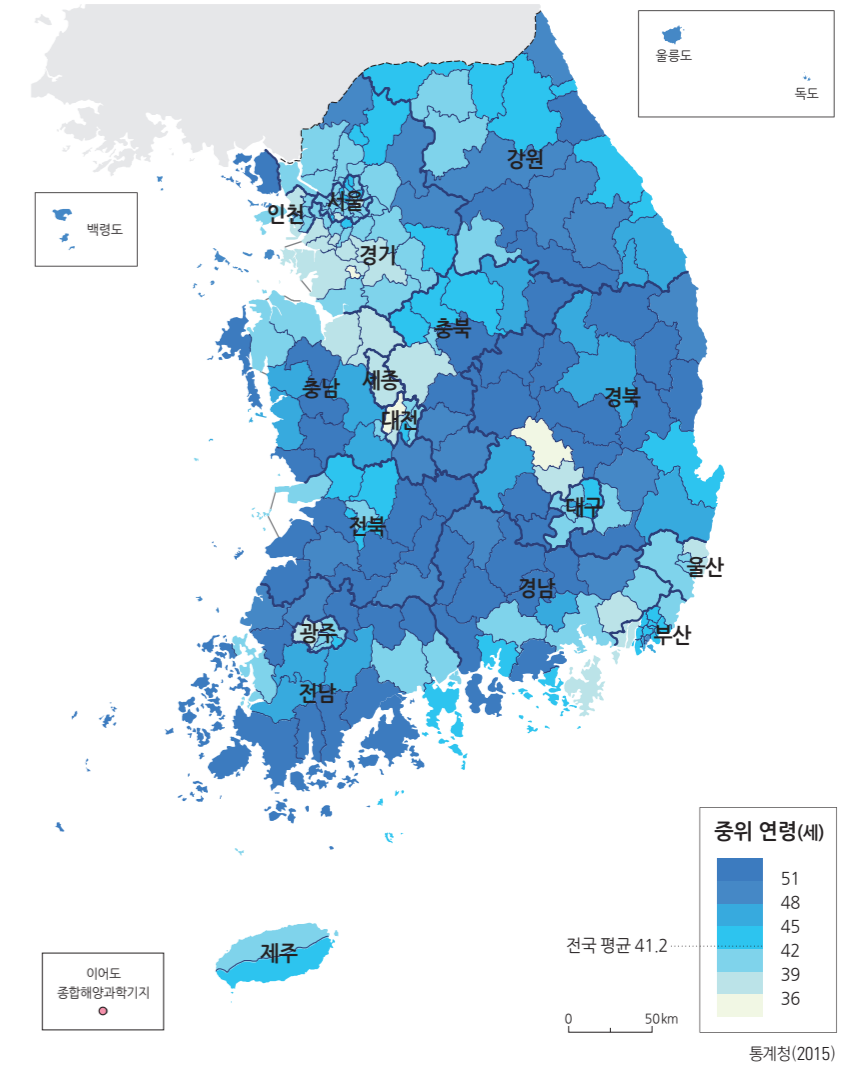 울릉도
독도
강원
백령도
인천
서울
경기
충북
세종
충남
대전
경북
대구
전북
경남
울산
부산
광주
전남
중위 연령(세)
51
48
45
42
39
36
전국 평균 41.2
제주
이어도
종합해양과학기지
0 50km
통계청(2015)